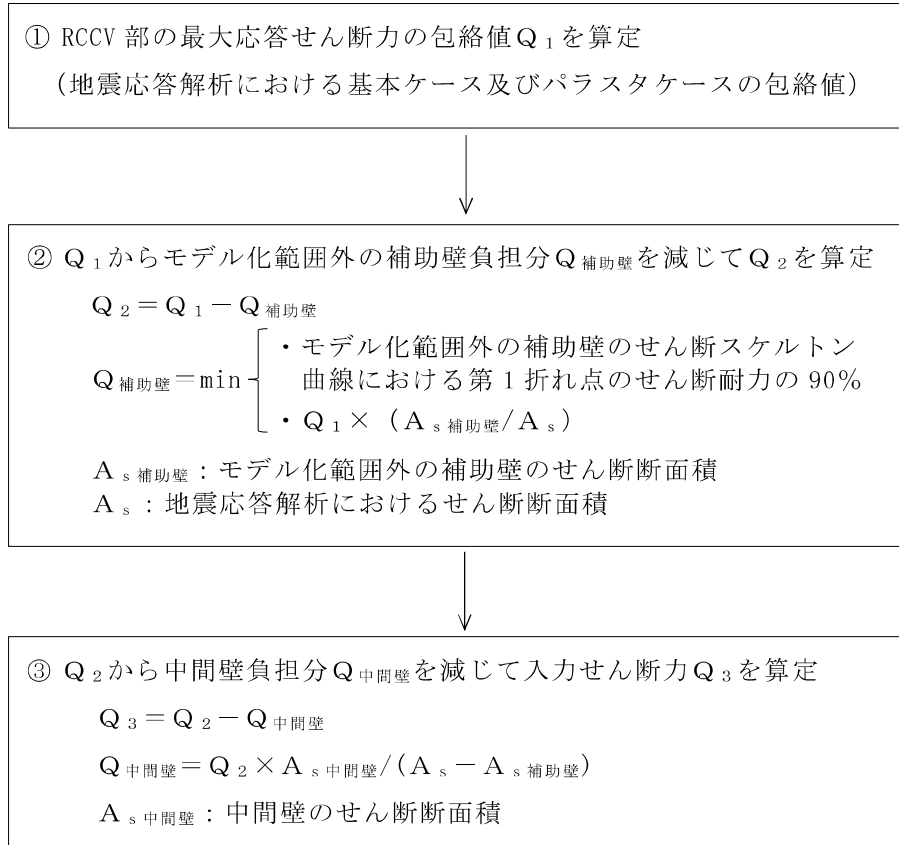 ① RCCV部の最大応答せん断力の包絡値Q₁を算定
（地震応答解析における基本ケース及びパラスタケースの包絡値）
② Q₁からモデル化範囲外の補助壁負担分Q補助壁を減じてQ₂を算定
Q₂＝Q₁－Q補助壁
Q補助壁＝min
・モデル化範囲外の補助壁のせん断スケルトン
曲線における第1折れ点のせん断耐力の90％
・Q₁×（As補助壁/As）
As補助壁：モデル化範囲外の補助壁のせん断断面積
As：地震応答解析におけるせん断断面積
③ Q₂から中間壁負担分Q中間壁を減じて入力せん断力Q₃を算定
Q₃＝Q₂－Q中間壁
Q中間壁＝Q₂×As中間壁/(As－As補助壁)
As中間壁：中間壁のせん断断面積